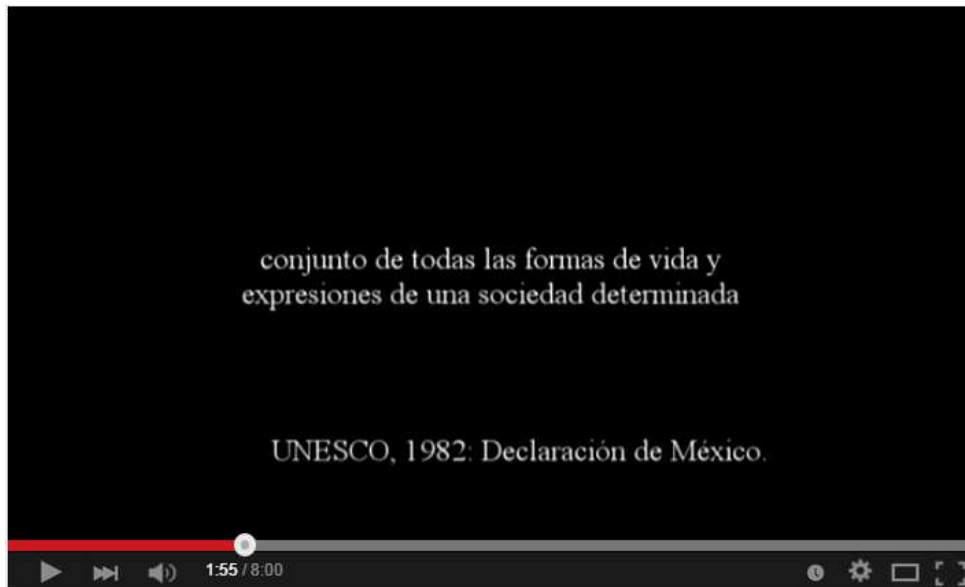 conjunto de todas las formas de vida y
expresiones de una sociedad determinada
UNESCO, 1982: Declaración de México.
1:55 / 8:00